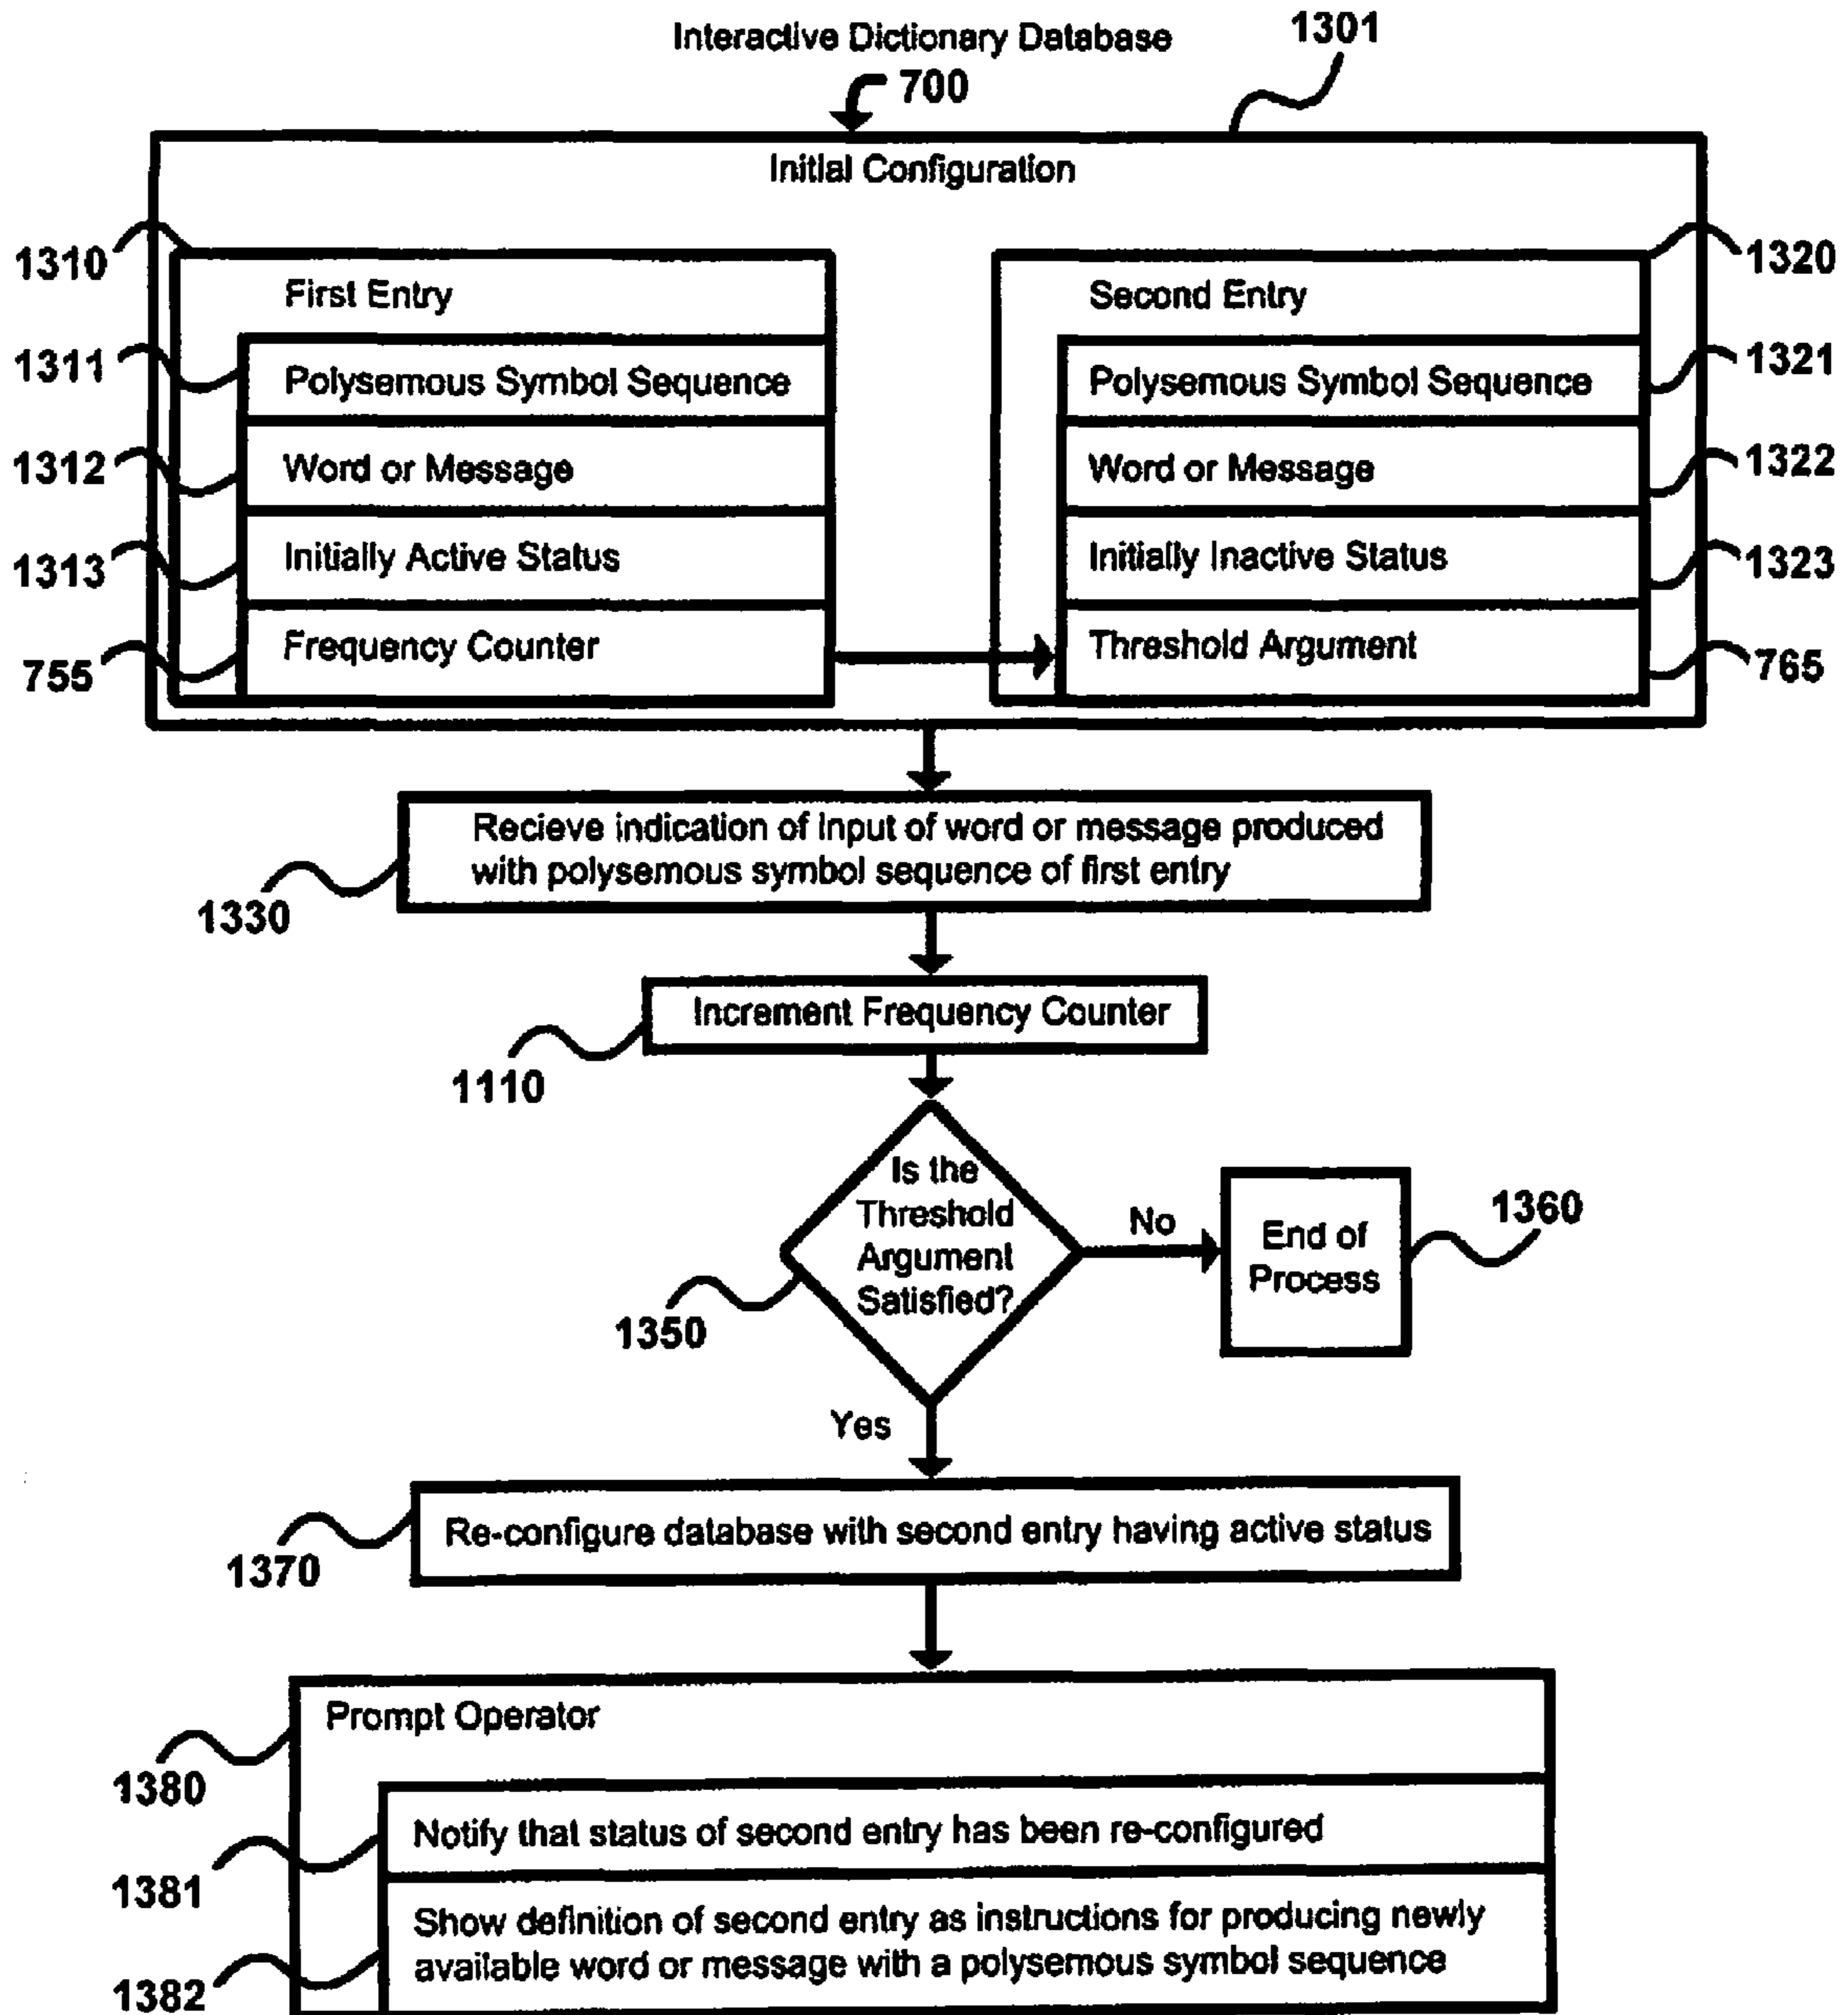 Interactive Dictionary Database
700
1301
Initial Configuration
1310
First Entry
1311
Polysemous Symbol Sequence
1312
Word or Message
1313
Initially Active Status
755
Frequency Counter
1320
Second Entry
1321
Polysemous Symbol Sequence
1322
Word or Message
1323
Initially Inactive Status
765
Threshold Argument
Recieve indication of input of word or message produced
with polysemous symbol sequence of first entry
1330
Increment Frequency Counter
1110
Is the
Threshold
Argument
Satisfied?
1350
No
End of
Process
1360
Yes
Re-configure database with second entry having active status
1370
Prompt Operator
1380
Notify that status of second entry has been re-configured
1381
Show definition of second entry as instructions for producing newly
available word or message with a polysemous symbol sequence
1382